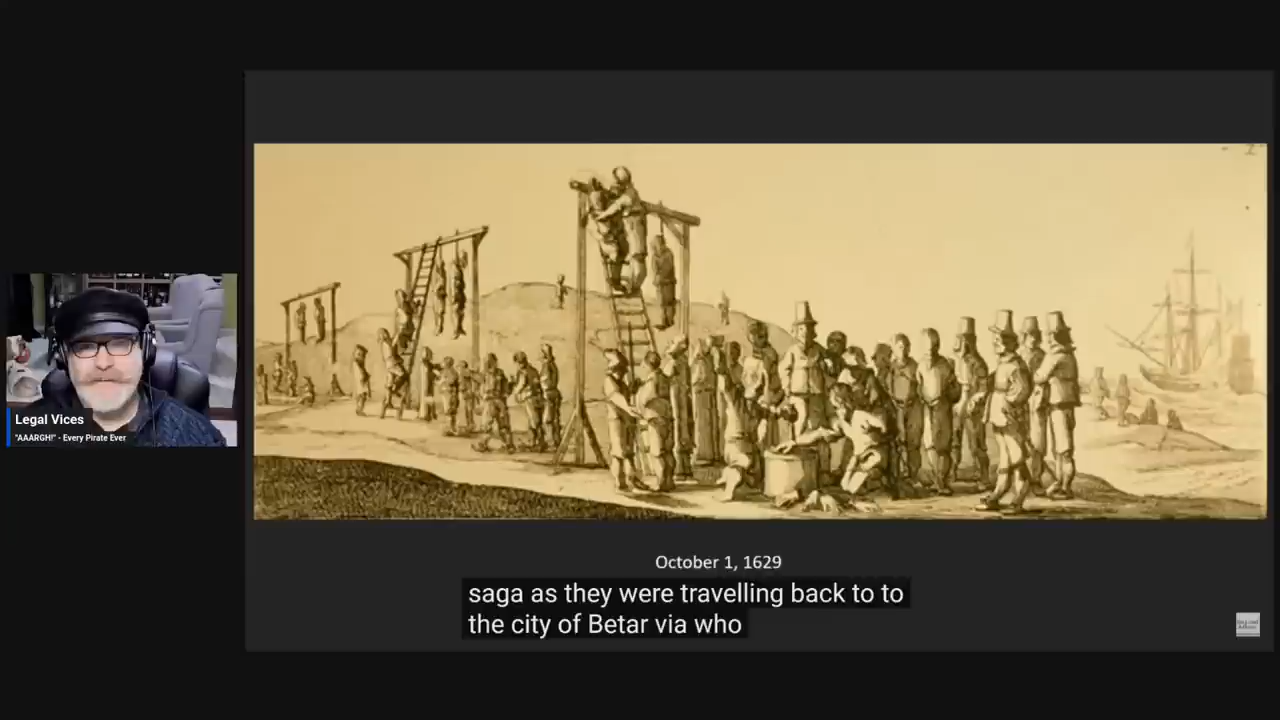 Legal Vices
"AAARGH!" - Every Pirate Ever
October 1, 1629
saga as they were travelling back to to
the city of Betar via who